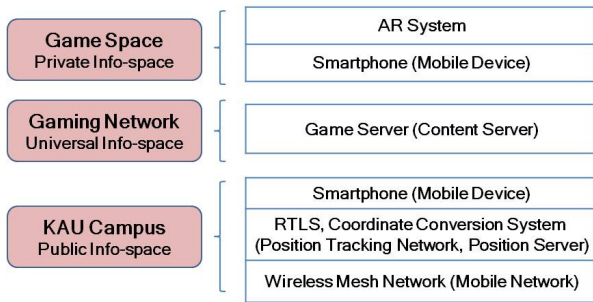 Game Space
Private Info-space
AR System
Smartphone (Mobile Device)
Gaming Network
Universal Info-space
Game Server (Content Server)
KAU Campus
Public Info-space
Smartphone (Mobile Device)
RTLS, Coordinate Conversion System
(Position Tracking Network, Position Server)
Wireless Mesh Network (Mobile Network)